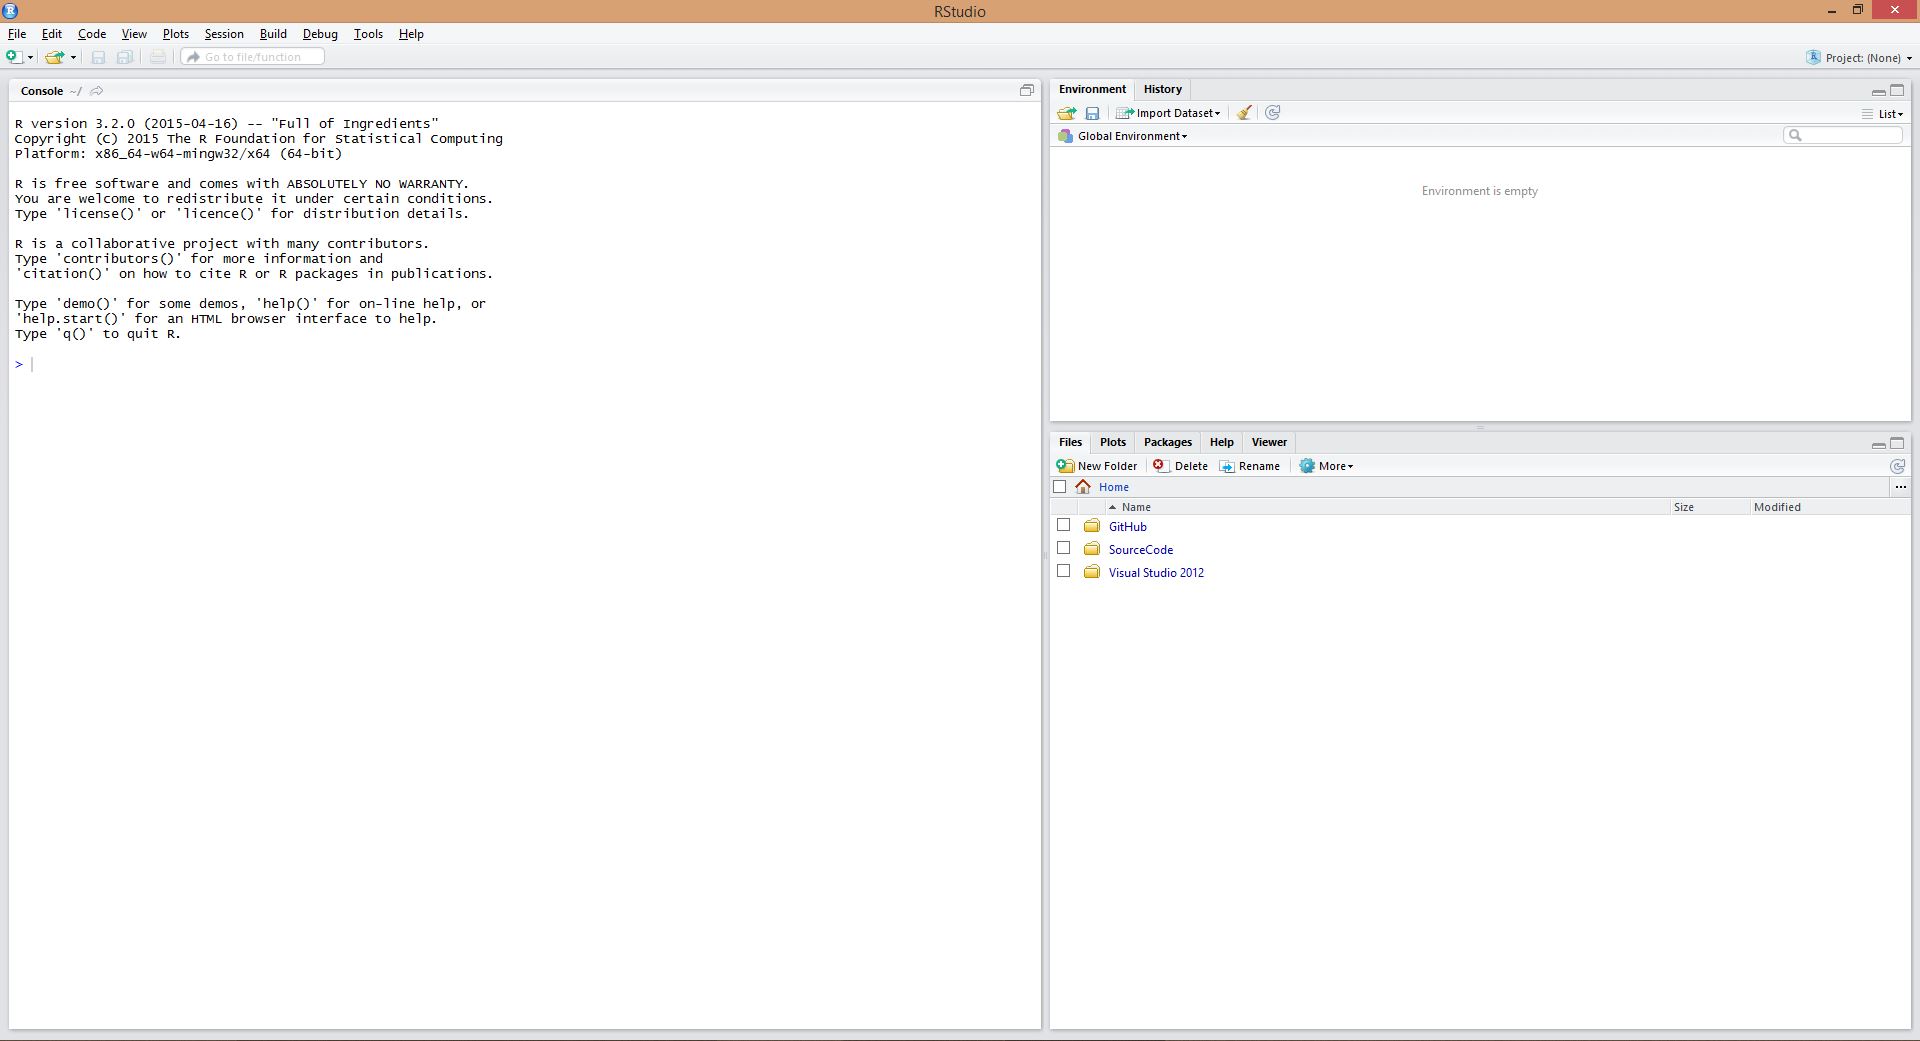 RStudio
File Edit Code View Plots Session Build Debug Tools Help
Go to file/function
Project: (None)
Console ~/
R version 3.2.0 (2015-04-16) -- "Full of Ingredients"
Copyright (C) 2015 The R Foundation for Statistical Computing
Platform: x86_64-w64-mingw32/x64 (64-bit)
R is free software and comes with ABSOLUTELY NO WARRANTY.
You are welcome to redistribute it under certain conditions.
Type 'license()' or 'licence()' for distribution details.
R is a collaborative project with many contributors.
Type 'contributors()' for more information and
'citation()' on how to cite R or R packages in publications.
Type 'demo()' for some demos, 'help()' for on-line help, or
'help.start()' for an HTML browser interface to help.
Type 'q()' to quit R.
>
Environment History
Import Dataset List
Global Environment
Environment is empty
Files Plots Packages Help Viewer
New Folder Delete Rename More
Home ...
Name Size Modified
GitHub
SourceCode
Visual Studio 2012